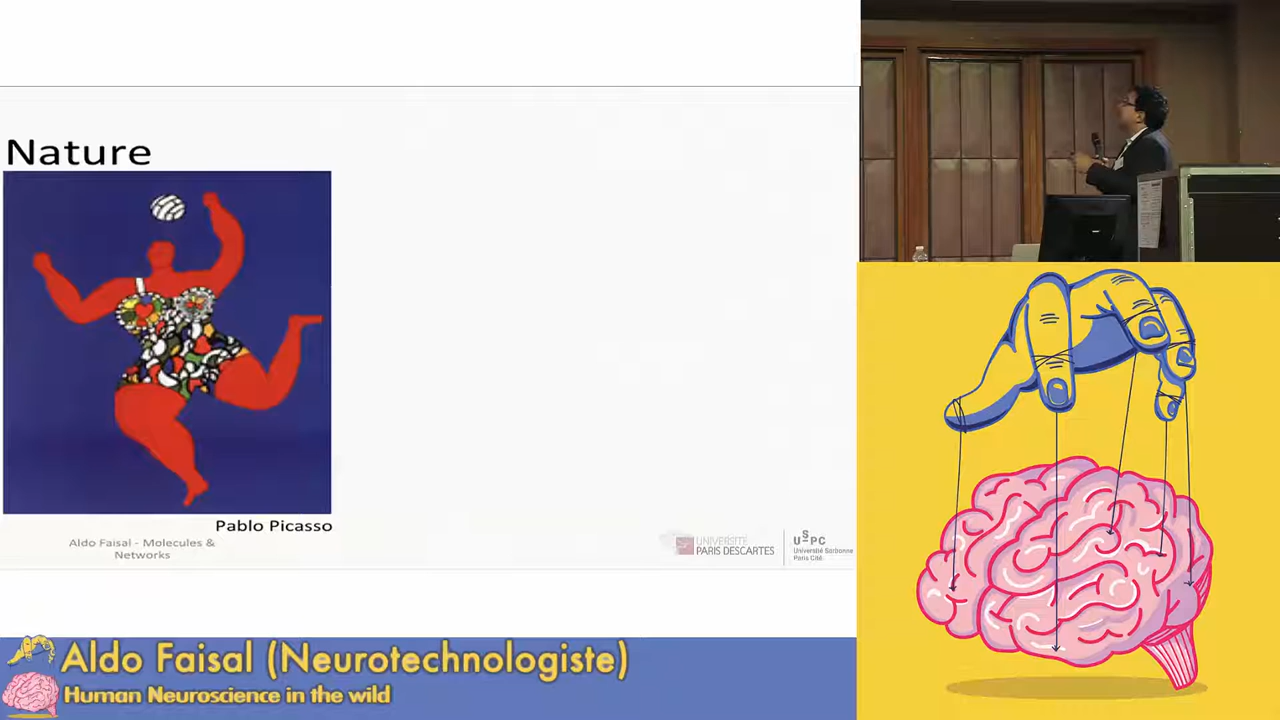 Nature
Pablo Picasso
Aldo Faisal - Molecules &
Networks
UNIVERSITÉ
PARIS DESCARTES
USPC
Université Sorbonne
Paris Cité
Aldo Faisal (Neurotechnologiste)
Human Neuroscience in the wild